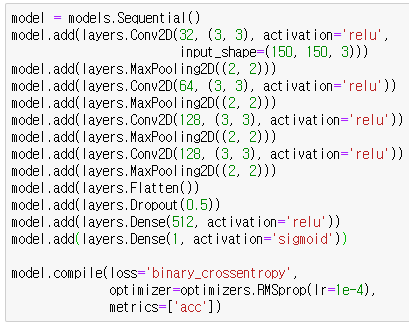 model = models.Sequential()
model.add(layers.Conv2D(32, (3, 3), activation='relu',
                        input_shape=(150, 150, 3)))
model.add(layers.MaxPooling2D((2, 2)))
model.add(layers.Conv2D(64, (3, 3), activation='relu'))
model.add(layers.MaxPooling2D((2, 2)))
model.add(layers.Conv2D(128, (3, 3), activation='relu'))
model.add(layers.MaxPooling2D((2, 2)))
model.add(layers.Conv2D(128, (3, 3), activation='relu'))
model.add(layers.MaxPooling2D((2, 2)))
model.add(layers.Flatten())
model.add(layers.Dropout(0.5))
model.add(layers.Dense(512, activation='relu'))
model.add(layers.Dense(1, activation='sigmoid'))

model.compile(loss='binary_crossentropy',
              optimizer=optimizers.RMSprop(lr=1e-4),
              metrics=['acc'])